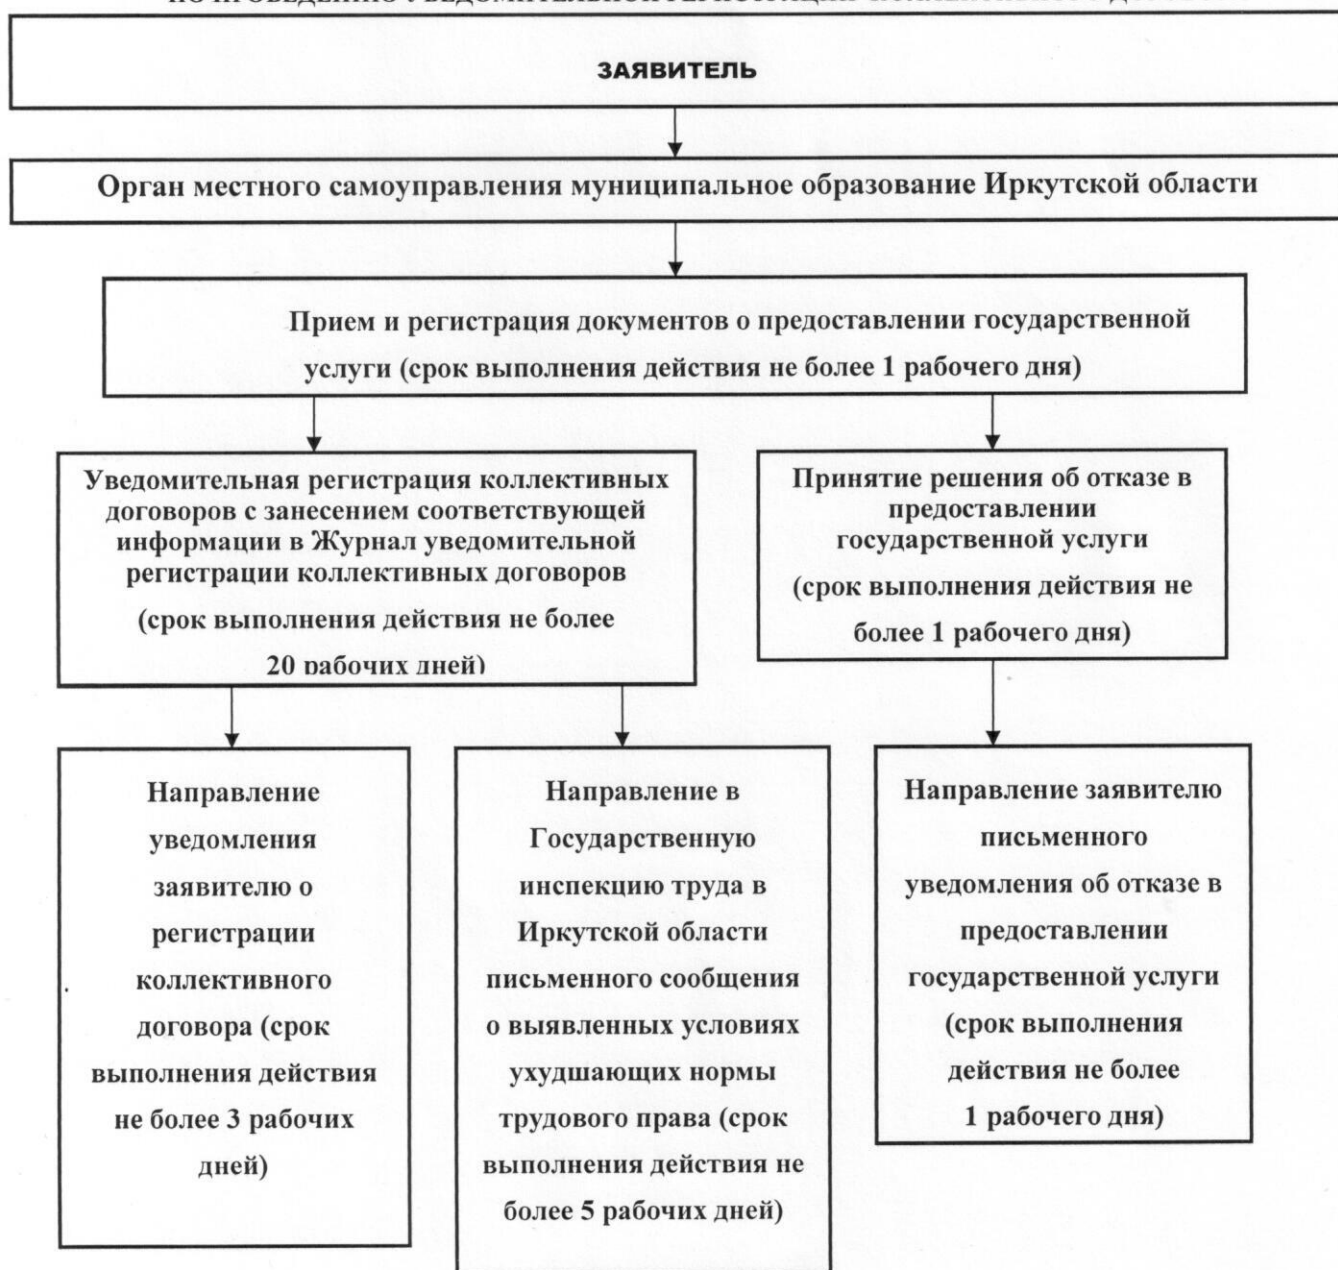 ЗАЯВИТЕЛЬ
Орган местного самоуправления муниципальное образование Иркутской области
Прием и регистрация документов о предоставлении государственной
услуги (срок выполнения действия не более 1 рабочего дня)
Уведомительная регистрация коллективных
договоров с занесением соответствующей
информации в Журнал уведомительной
регистрации коллективных договоров
(срок выполнения действия не более
20 рабочих дней)
Принятие решения об отказе в
предоставлении
государственной услуги
(срок выполнения действия не
более 1 рабочего дня)
Направление
уведомления
заявителю о
регистрации
коллективного
договора (срок
выполнения действия
не более 3 рабочих
дней)
Направление в
Государственную
инспекцию труда в
Иркутской области
письменного сообщения
о выявленных условиях
ухудшающих нормы
трудового права (срок
выполнения действия не
более 5 рабочих дней)
Направление заявителю
письменного
уведомления об отказе в
предоставлении
государственной услуги
(срок выполнения
действия не более
1 рабочего дня)